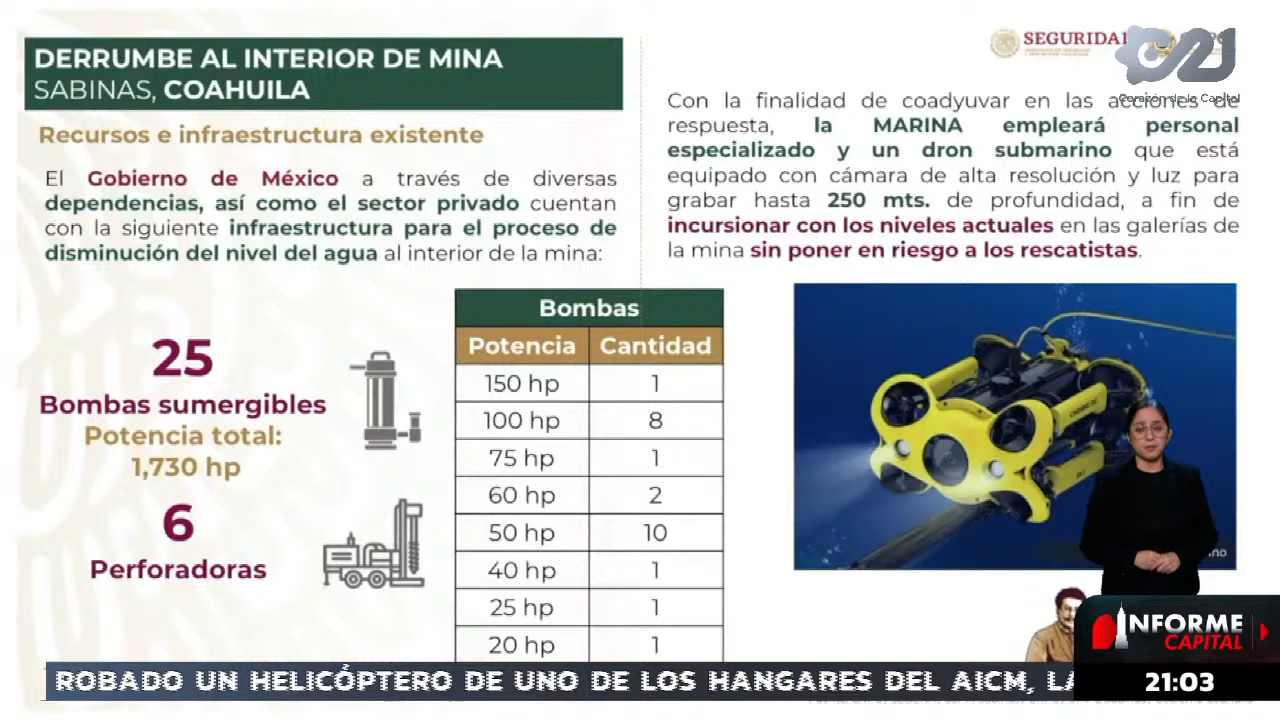 DERRUMBE AL INTERIOR DE MINA
SABINAS, COAHUILA
Recursos e infraestructura existente
El Gobierno de México a través de diversas
dependencias, así como el sector privado cuentan
con la siguiente infraestructura para el proceso de
disminución del nivel del agua al interior de la mina:
25
Bombas sumergibles
Potencia total:
1,730 hp
6
Perforadoras
Bombas
Potencia Cantidad
150 hp 1
100 hp 8
75 hp 1
60 hp 2
50 hp 10
40 hp 1
25 hp 1
20 hp 1
SEGURIDAD
21
Corazón de la Capital
Con la finalidad de coadyuvar en las acciones de
respuesta, la MARINA empleará personal
especializado y un dron submarino que está
equipado con cámara de alta resolución y luz para
grabar hasta 250 mts. de profundidad, a fin de
incursionar con los niveles actuales en las galerías de
la mina sin poner en riesgo a los rescatistas.
INFORME
CAPITAL
21:03
ROBADO UN HELICÓPTERO DE UNO DE LOS HANGARES DEL AICM, LA